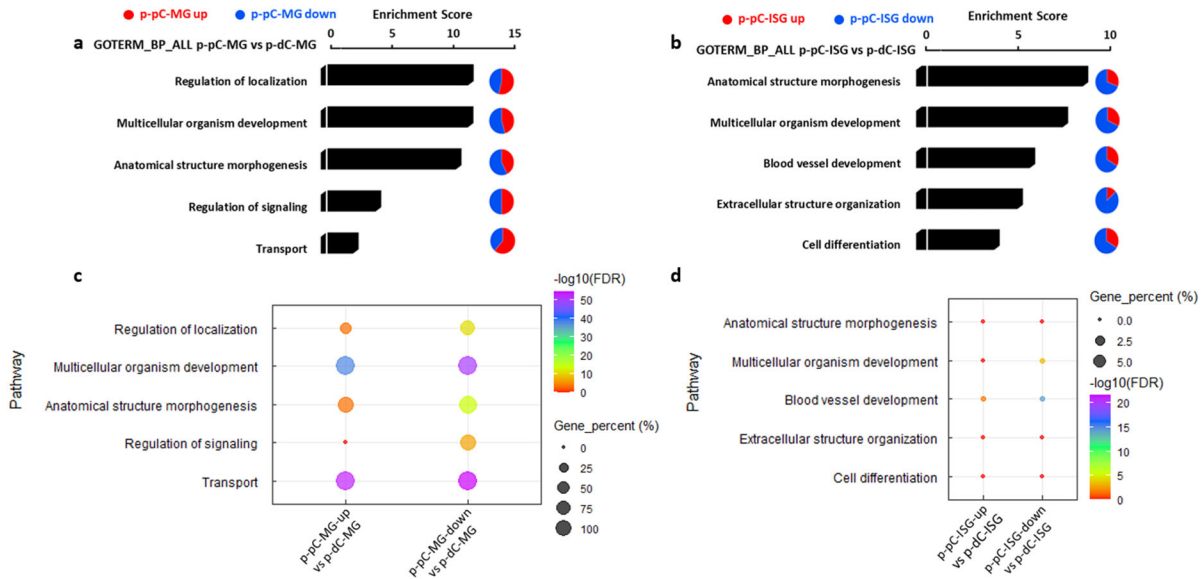 p-pC-MG up p-pC-MG down Enrichment Score
a
GOTERM_BP_ALL p-pC-MG vs p-dC-MG
0 5 10 15
Regulation of localization
Multicellular organism development
Anatomical structure morphogenesis
Regulation of signaling
Transport
p-pC-ISG up p-pC-ISG down Enrichment Score
b
GOTERM_BP_ALL p-pC-ISG vs p-dC-ISG
0 5 10
Anatomical structure morphogenesis
Multicellular organism development
Blood vessel development
Extracellular structure organization
Cell differentiation
c
Pathway
Regulation of localization
Multicellular organism development
Anatomical structure morphogenesis
Regulation of signaling
Transport
p-pC-MG-up
vs p-dC-MG
p-pC-MG-down
vs p-dC-MG
-log10(FDR)
50
40
30
20
10
0
Gene_percent (%)
0
25
50
75
100
d
Pathway
Anatomical structure morphogenesis
Multicellular organism development
Blood vessel development
Extracellular structure organization
Cell differentiation
p-pC-ISG-up
vs p-dC-ISG
p-pC-ISG-down
vs p-dC-ISG
Gene_percent (%)
0.0
2.5
5.0
-log10(FDR)
20
15
10
5
0